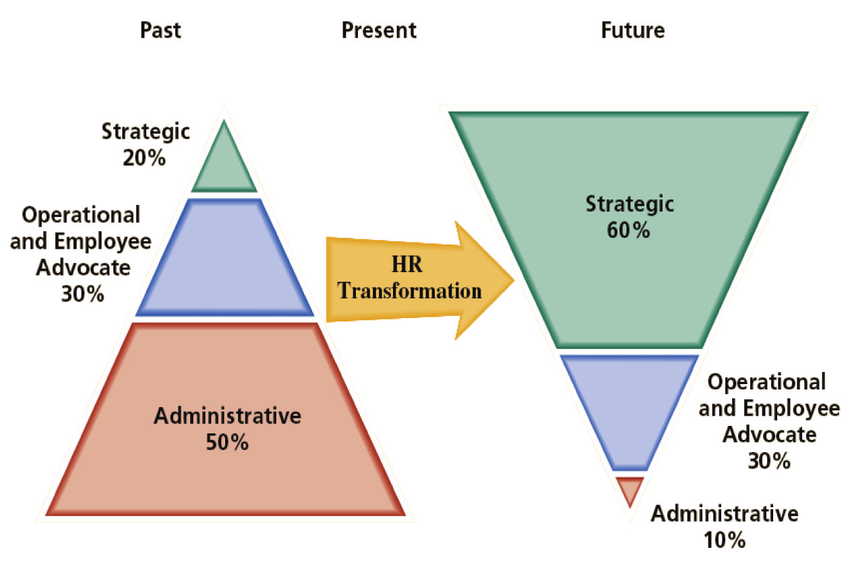 Past
Present
Future
Strategic
20%
Operational
and Employee
Advocate
30%
Administrative
50%
HR
Transformation
Strategic
60%
Operational
and Employee
Advocate
30%
Administrative
10%